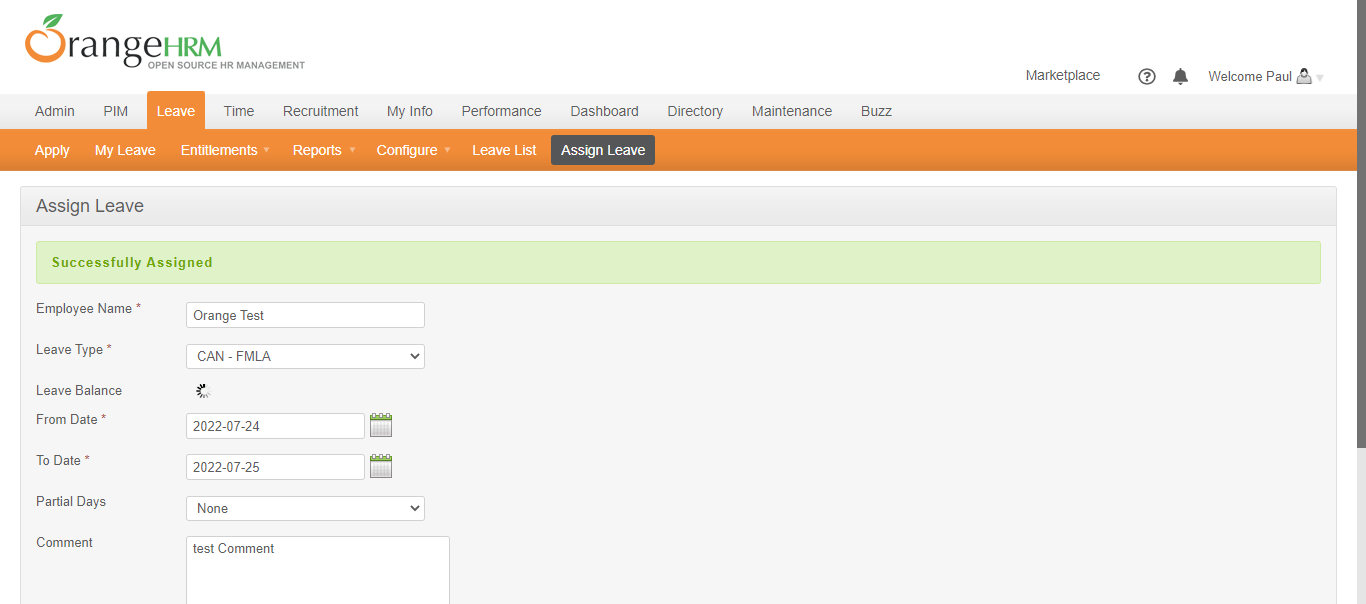 OrangeHRM
OPEN SOURCE HR MANAGEMENT
Marketplace ? Welcome Paul
Admin PIM Leave Time Recruitment My Info Performance Dashboard Directory Maintenance Buzz
Apply My Leave Entitlements Reports Configure Leave List Assign Leave
Assign Leave
Successfully Assigned
Employee Name * Orange Test
Leave Type * CAN - FMLA
Leave Balance
From Date * 2022-07-24
To Date * 2022-07-25
Partial Days None
Comment test Comment